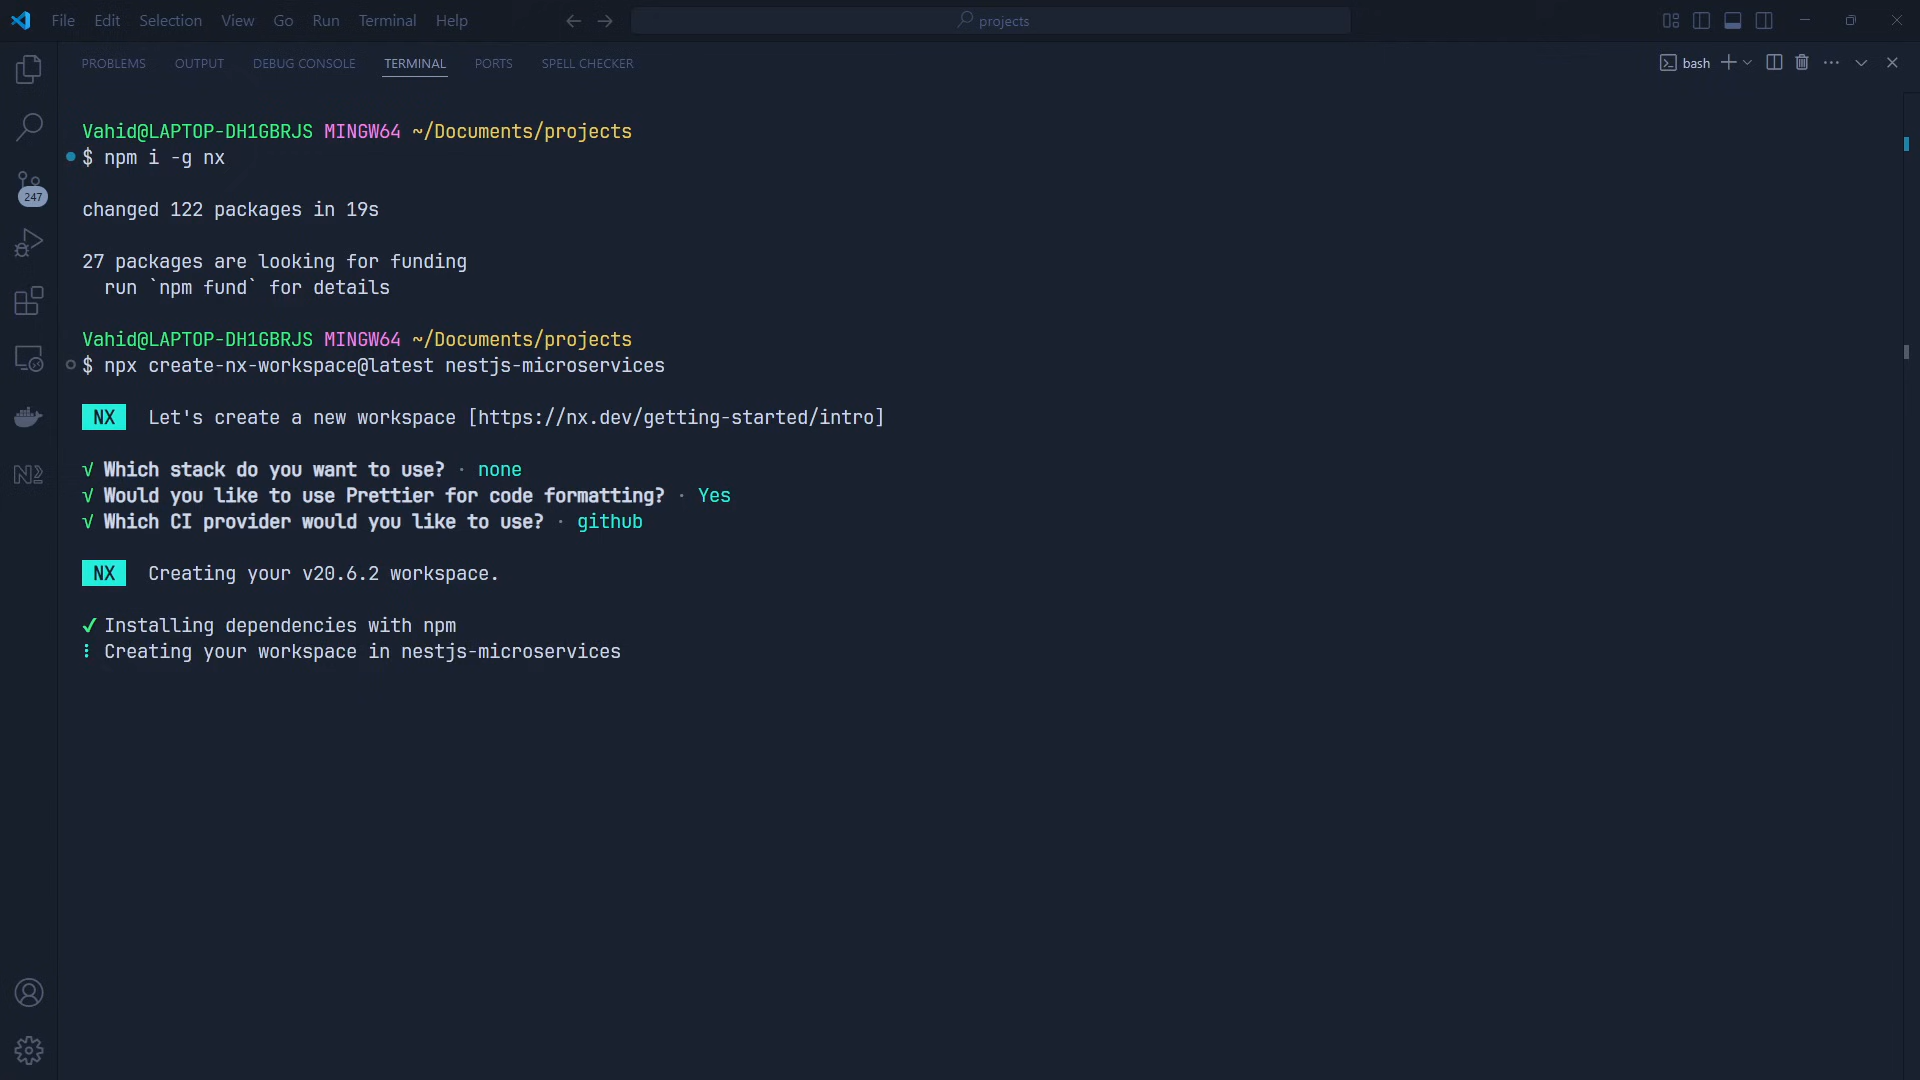 File Edit Selection View Go Run Terminal Help
projects
PROBLEMS OUTPUT DEBUG CONSOLE TERMINAL PORTS SPELL CHECKER
bash
247
Vahid@LAPTOP-DH1GBRJS MINGW64 ~/Documents/projects
$ npm i -g nx
changed 122 packages in 19s
27 packages are looking for funding
run `npm fund` for details
Vahid@LAPTOP-DH1GBRJS MINGW64 ~/Documents/projects
$ npx create-nx-workspace@latest nestjs-microservices
NX Let's create a new workspace [https://nx.dev/getting-started/intro]
√ Which stack do you want to use? · none
√ Would you like to use Prettier for code formatting? · Yes
√ Which CI provider would you like to use? · github
NX Creating your v20.6.2 workspace.
✔ Installing dependencies with npm
⠇ Creating your workspace in nestjs-microservices